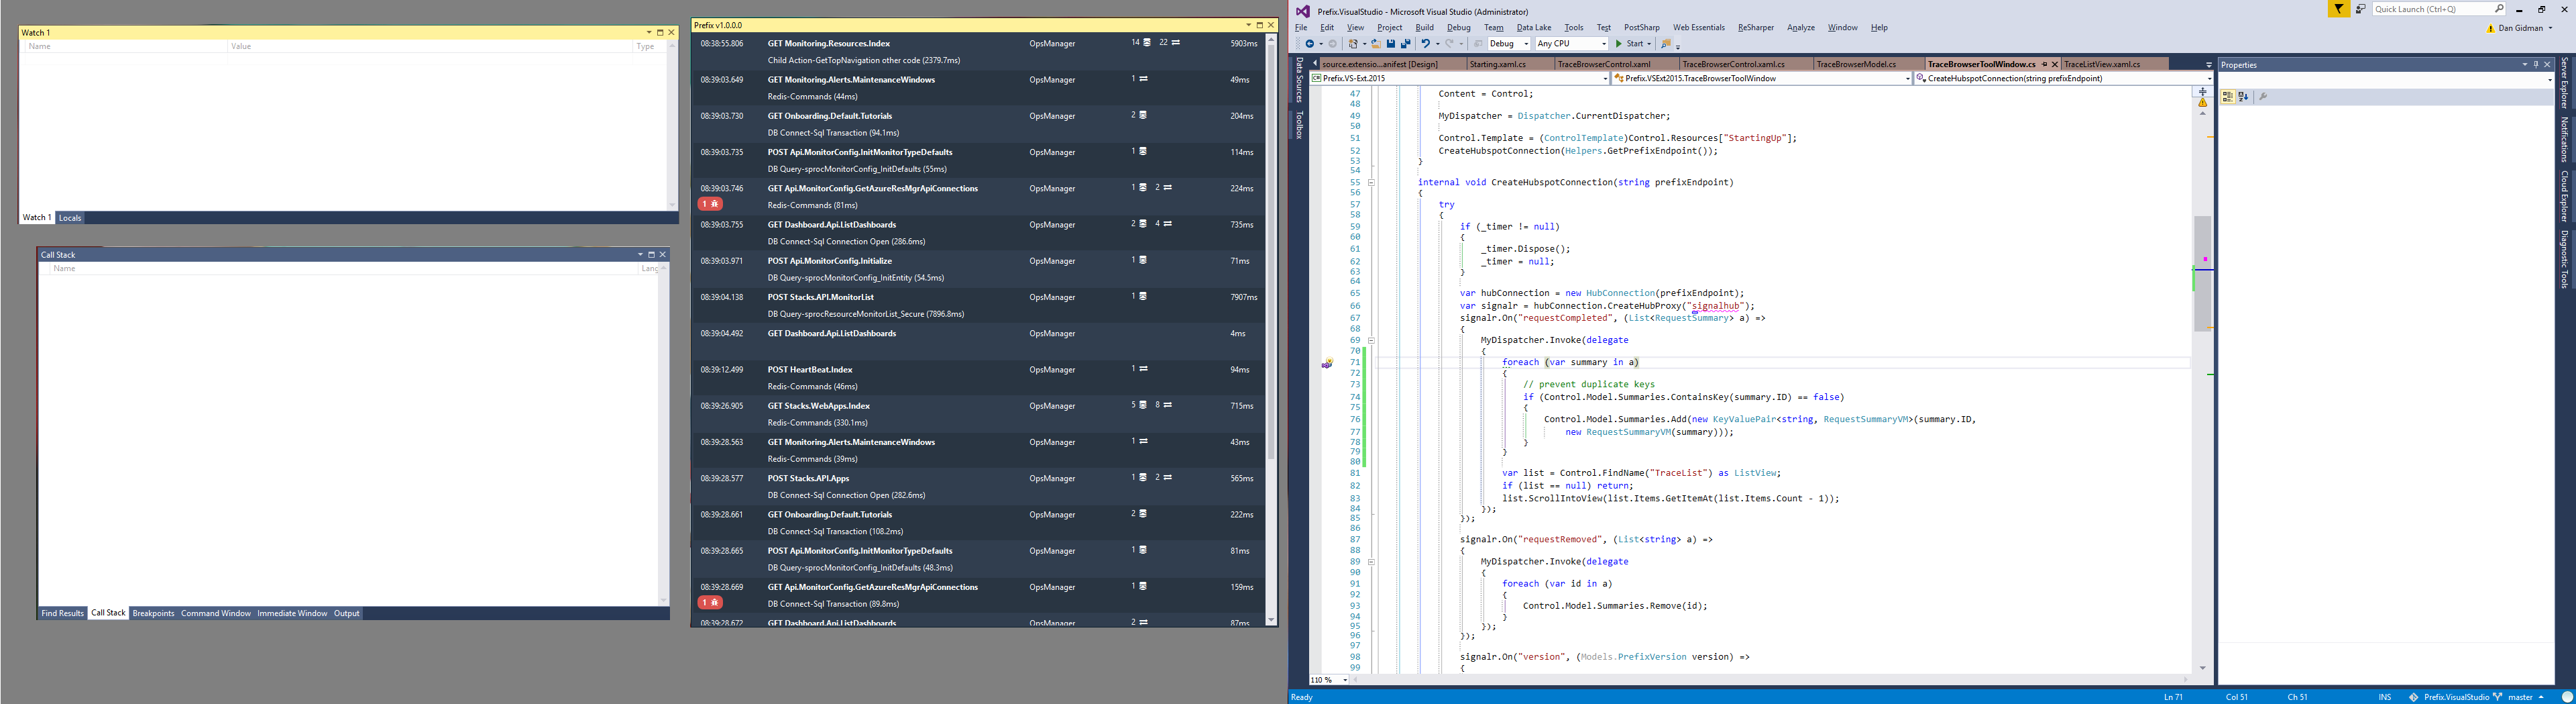 Watch 1
Name Value Type
Watch 1 Locals
Call Stack
Name Lang
Find Results Call Stack Breakpoints Command Window Immediate Window Output
Prefix v1.0.0.0
08:38:55.806 GET Monitoring.Resources.Index OpsManager 14 22 5903ms
Child Action-GetTopNavigation other code (2379.7ms)
08:39:03.649 GET Monitoring.Alerts.MaintenanceWindows OpsManager 1 49ms
Redis-Commands (44ms)
08:39:03.730 GET Onboarding.Default.Tutorials OpsManager 2 204ms
DB Connect-Sql Transaction (94.1ms)
08:39:03.735 POST Api.MonitorConfig.InitMonitorTypeDefaults OpsManager 1 114ms
DB Query-sprocMonitorConfig_InitDefaults (55ms)
08:39:03.746 GET Api.MonitorConfig.GetAzureResMgrApiConnections OpsManager 1 2 224ms
1 Redis-Commands (81ms)
08:39:03.755 GET Dashboard.Api.ListDashboards OpsManager 2 4 735ms
DB Connect-Sql Connection Open (286.6ms)
08:39:03.971 POST Api.MonitorConfig.Initialize OpsManager 1 71ms
DB Query-sprocMonitorConfig_InitEntity (54.5ms)
08:39:04.138 POST Stacks.API.MonitorList OpsManager 1 7907ms
DB Query-sprocResourceMonitorList_Secure (7896.8ms)
08:39:04.492 GET Dashboard.Api.ListDashboards OpsManager 4ms
08:39:12.499 POST HeartBeat.Index OpsManager 1 94ms
Redis-Commands (46ms)
08:39:26.905 GET Stacks.WebApps.Index OpsManager 5 8 715ms
Redis-Commands (330.1ms)
08:39:28.563 GET Monitoring.Alerts.MaintenanceWindows OpsManager 1 43ms
Redis-Commands (39ms)
08:39:28.577 POST Stacks.API.Apps OpsManager 1 2 565ms
DB Connect-Sql Connection Open (282.6ms)
08:39:28.661 GET Onboarding.Default.Tutorials OpsManager 2 222ms
DB Connect-Sql Transaction (108.2ms)
08:39:28.665 POST Api.MonitorConfig.InitMonitorTypeDefaults OpsManager 1 81ms
DB Query-sprocMonitorConfig_InitDefaults (48.3ms)
08:39:28.669 GET Api.MonitorConfig.GetAzureResMgrApiConnections OpsManager 1 159ms
1 DB Connect-Sql Transaction (89.8ms)
08:39:28.672 GET Dashboard.Api.ListDashboards OpsManager 2 87ms
Prefix.VisualStudio - Microsoft Visual Studio (Administrator) Quick Launch (Ctrl+Q)
File Edit View Project Build Debug Team Data Lake Tools Test PostSharp Web Essentials ReSharper Analyze Window Help Dan Gidman
Debug Any CPU Start
Data Sources
Toolbox
source.extensio...anifest [Design] Starting.xaml.cs TraceBrowserControl.xaml TraceBrowserControl.xaml.cs TraceBrowserModel.cs TraceBrowserToolWindow.cs TraceListView.xaml.cs
Prefix.VS-Ext.2015 Prefix.VSExt2015.TraceBrowserToolWindow CreateHubspotConnection(string prefixEndpoint)
47 Content = Control;
48
49 MyDispatcher = Dispatcher.CurrentDispatcher;
50
51 Control.Template = (ControlTemplate)Control.Resources["StartingUp"];
52 CreateHubspotConnection(Helpers.GetPrefixEndpoint());
53 }
54
55 internal void CreateHubspotConnection(string prefixEndpoint)
56 {
57 try
58 {
59 if (_timer != null)
60 {
61 _timer.Dispose();
62 _timer = null;
63 }
64
65 var hubConnection = new HubConnection(prefixEndpoint);
66 var signalr = hubConnection.CreateHubProxy("signalhub");
67 signalr.On("requestCompleted", (List<RequestSummary> a) =>
68 {
69 MyDispatcher.Invoke(delegate
70 {
71 foreach (var summary in a)
72 {
73 // prevent duplicate keys
74 if (Control.Model.Summaries.ContainsKey(summary.ID) == false)
75 {
76 Control.Model.Summaries.Add(new KeyValuePair<string, RequestSummaryVM>(summary.ID,
77 new RequestSummaryVM(summary)));
78 }
79 }
80
81 var list = Control.FindName("TraceList") as ListView;
82 if (list == null) return;
83 list.ScrollIntoView(list.Items.GetItemAt(list.Items.Count - 1));
84 });
85 });
86
87 signalr.On("requestRemoved", (List<string> a) =>
88 {
89 MyDispatcher.Invoke(delegate
90 {
91 foreach (var id in a)
92 {
93 Control.Model.Summaries.Remove(id);
94 }
95 });
96 });
97
98 signalr.On("version", (Models.PrefixVersion version) =>
99 {
110 %
Properties
Server Explorer
Notifications
Cloud Explorer
Diagnostic Tools
Ready Ln 71 Col 51 Ch 51 INS Prefix.VisualStudio master